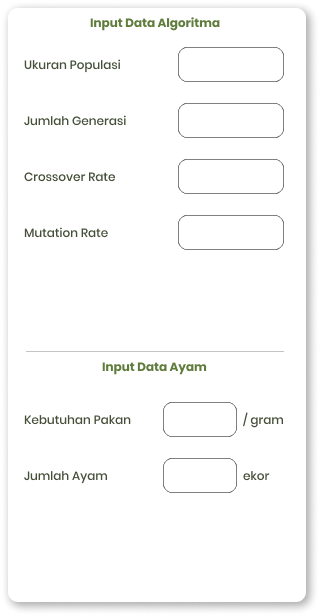 Input Data Algoritma
Ukuran Populasi
Jumlah Generasi
Crossover Rate
Mutation Rate
Input Data Ayam
Kebutuhan Pakan / gram
Jumlah Ayam ekor